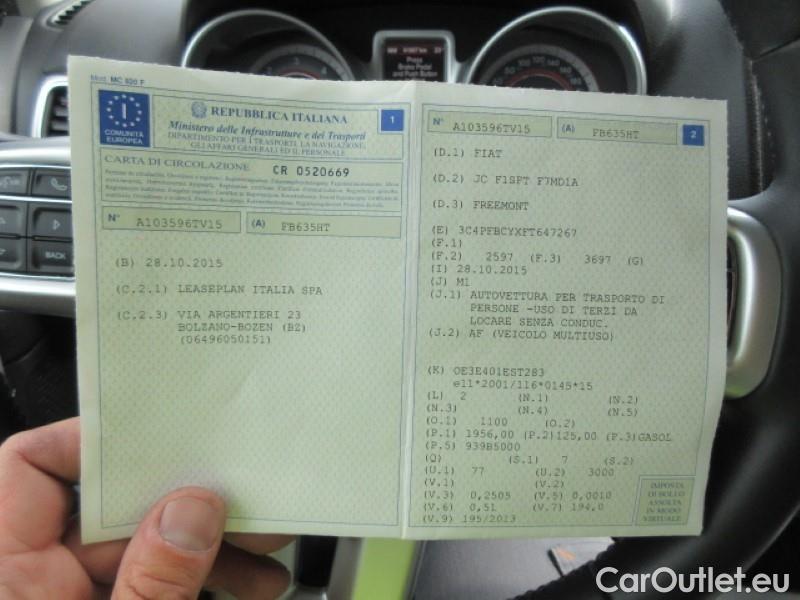 Mod. MC 820 F
COMUNITÀ
EUROPEA
REPUBBLICA ITALIANA
1
Ministero delle Infrastrutture e dei Trasporti
DIPARTIMENTO PER I TRASPORTI, LA NAVIGAZIONE,
GLI AFFARI GENERALI ED IL PERSONALE
CARTA DI CIRCOLAZIONE CR 0520669
N° A103596TV15 (A) FB635HT
(B) 28.10.2015
(C.2.1) LEASEPLAN ITALIA SPA
(C.2.3) VIA ARGENTIERI 23
BOLZANO-BOZEN (BZ)
(06496050151)
N° A103596TV15 (A) FB635HT 2
(D.1) FIAT
(D.2) JC F1SPT F7MD1A
(D.3) FREEMONT
(E) 3C4PFBCYXFT647267
(F.1)
(F.2) 2597 (F.3) 3697 (G)
(I) 28.10.2015
(J) M1
(J.1) AUTOVETTURA PER TRASPORTO DI
PERSONE -USO DI TERZI DA
LOCARE SENZA CONDUC.
(J.2) AF (VEICOLO MULTIUSO)
(K) OE3E401EST283
e11*2001/116*0145*15
(L) 2 (N.1) (N.2)
(N.3) (N.4) (N.5)
(O.1) 1100 (O.2)
(P.1) 1956,00 (P.2)125,00 (P.3)GASOL
(P.5) 939B5000
(Q) (S.1) 7 (S.2)
(U.1) 77 (U.2) 3000
(V.1) (V.2)
(V.3) 0,2505 (V.5) 0,0010
(V.6) 0,51 (V.7) 194,0
(V.9) 195/2013
IMPOSTA
DI BOLLO
ASSOLTA
IN MODO
VIRTUALE
Press
Brake Pedal
and Push Button
BACK
CarOutlet.eu